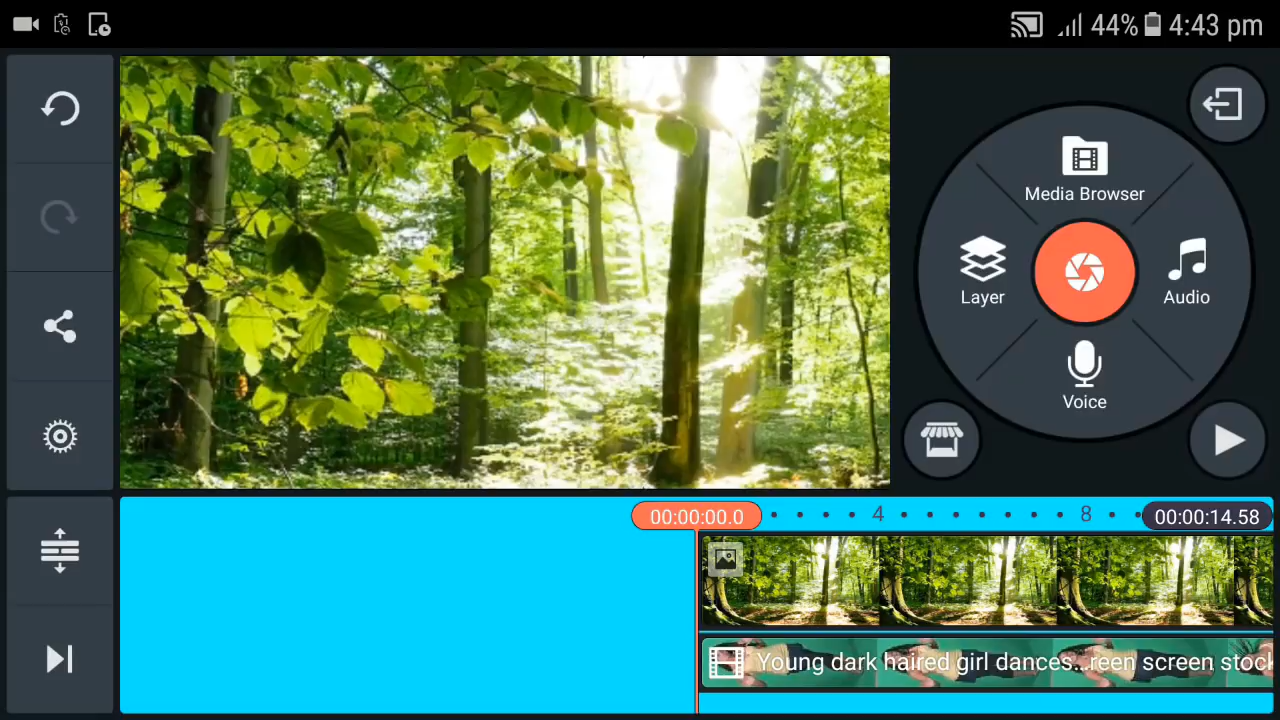 44% 4:43 pm
Media Browser
Layer
Audio
Voice
00:00:00.0 4 8 00:00:14.58
Young dark haired girl dances...reen screen stock